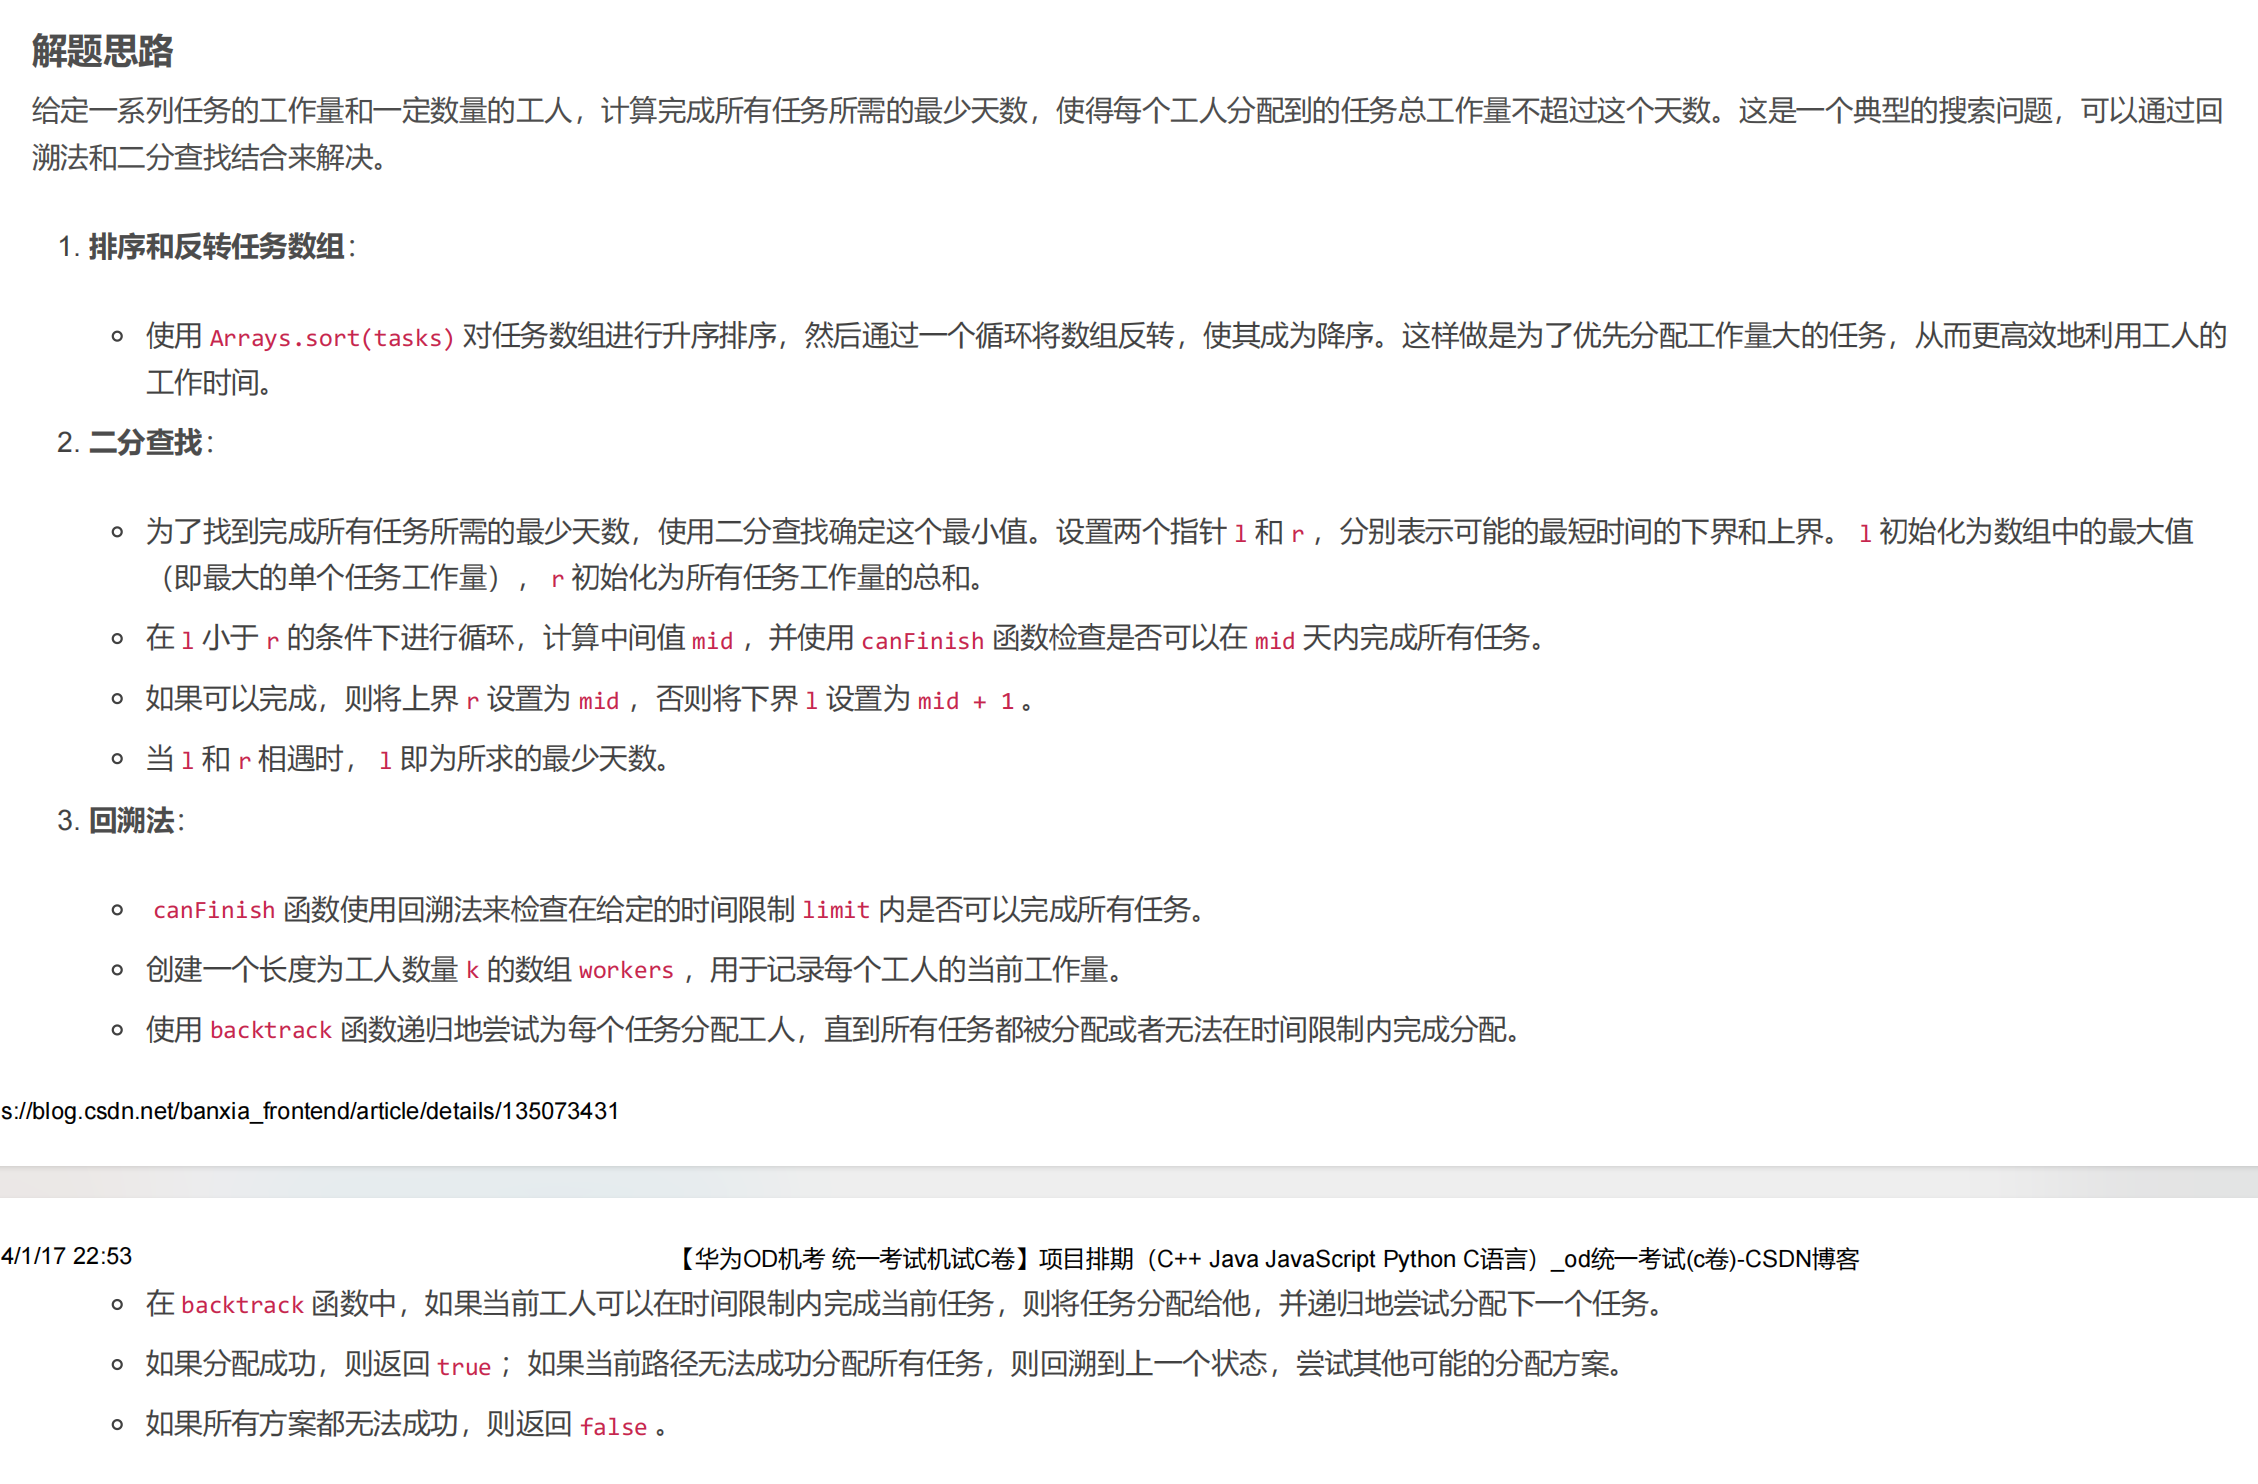 解题思路
给定一系列任务的工作量和一定数量的工人，计算完成所有任务所需的最少天数，使得每个工人分配到的任务总工作量不超过这个天数。这是一个典型的搜索问题，可以通过回
溯法和二分查找结合来解决。
1. 排序和反转任务数组：
使用 Arrays.sort(tasks) 对任务数组进行升序排序，然后通过一个循环将数组反转，使其成为降序。这样做是为了优先分配工作量大的任务，从而更高效地利用工人的
工作时间。
2. 二分查找：
为了找到完成所有任务所需的最少天数，使用二分查找确定这个最小值。设置两个指针 l 和 r ，分别表示可能的最短时间的下界和上界。 l 初始化为数组中的最大值
（即最大的单个任务工作量）， r 初始化为所有任务工作量的总和。
在 l 小于 r 的条件下进行循环，计算中间值 mid ，并使用 canFinish 函数检查是否可以在 mid 天内完成所有任务。
如果可以完成，则将上界 r 设置为 mid ，否则将下界 l 设置为 mid + 1 。
当 l 和 r 相遇时， l 即为所求的最少天数。
3. 回溯法：
canFinish 函数使用回溯法来检查在给定的时间限制 limit 内是否可以完成所有任务。
创建一个长度为工人数量 k 的数组 workers ，用于记录每个工人的当前工作量。
使用 backtrack 函数递归地尝试为每个任务分配工人，直到所有任务都被分配或者无法在时间限制内完成分配。
s://blog.csdn.net/banxia_frontend/article/details/135073431
4/1/17 22:53 【华为OD机考 统一考试机试C卷】项目排期（C++ Java JavaScript Python C语言）_od统一考试(c卷)-CSDN博客
在 backtrack 函数中，如果当前工人可以在时间限制内完成当前任务，则将任务分配给他，并递归地尝试分配下一个任务。
如果分配成功，则返回 true ；如果当前路径无法成功分配所有任务，则回溯到上一个状态，尝试其他可能的分配方案。
如果所有方案都无法成功，则返回 false 。